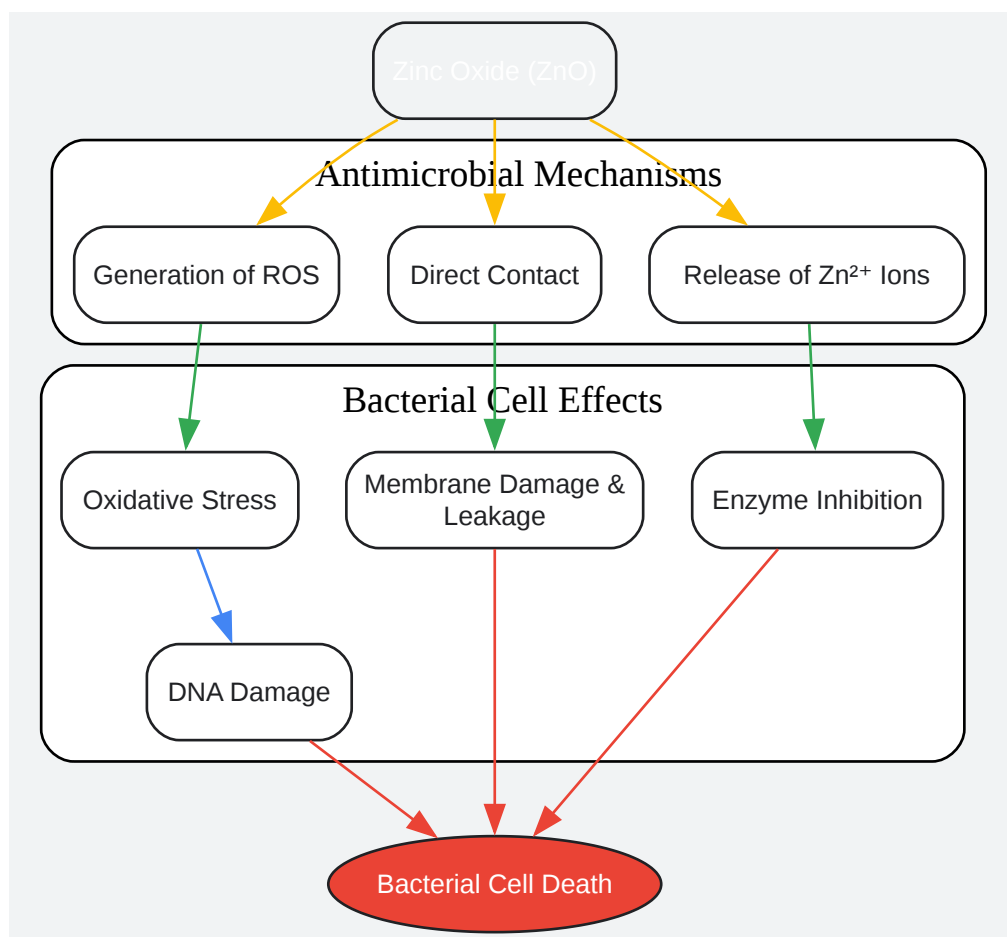 Zinc Oxide (ZnO)
Antimicrobial Mechanisms
Generation of ROS
Direct Contact
Release of Zn²⁺ Ions
Bacterial Cell Effects
Oxidative Stress
Membrane Damage &
Leakage
Enzyme Inhibition
DNA Damage
Bacterial Cell Death